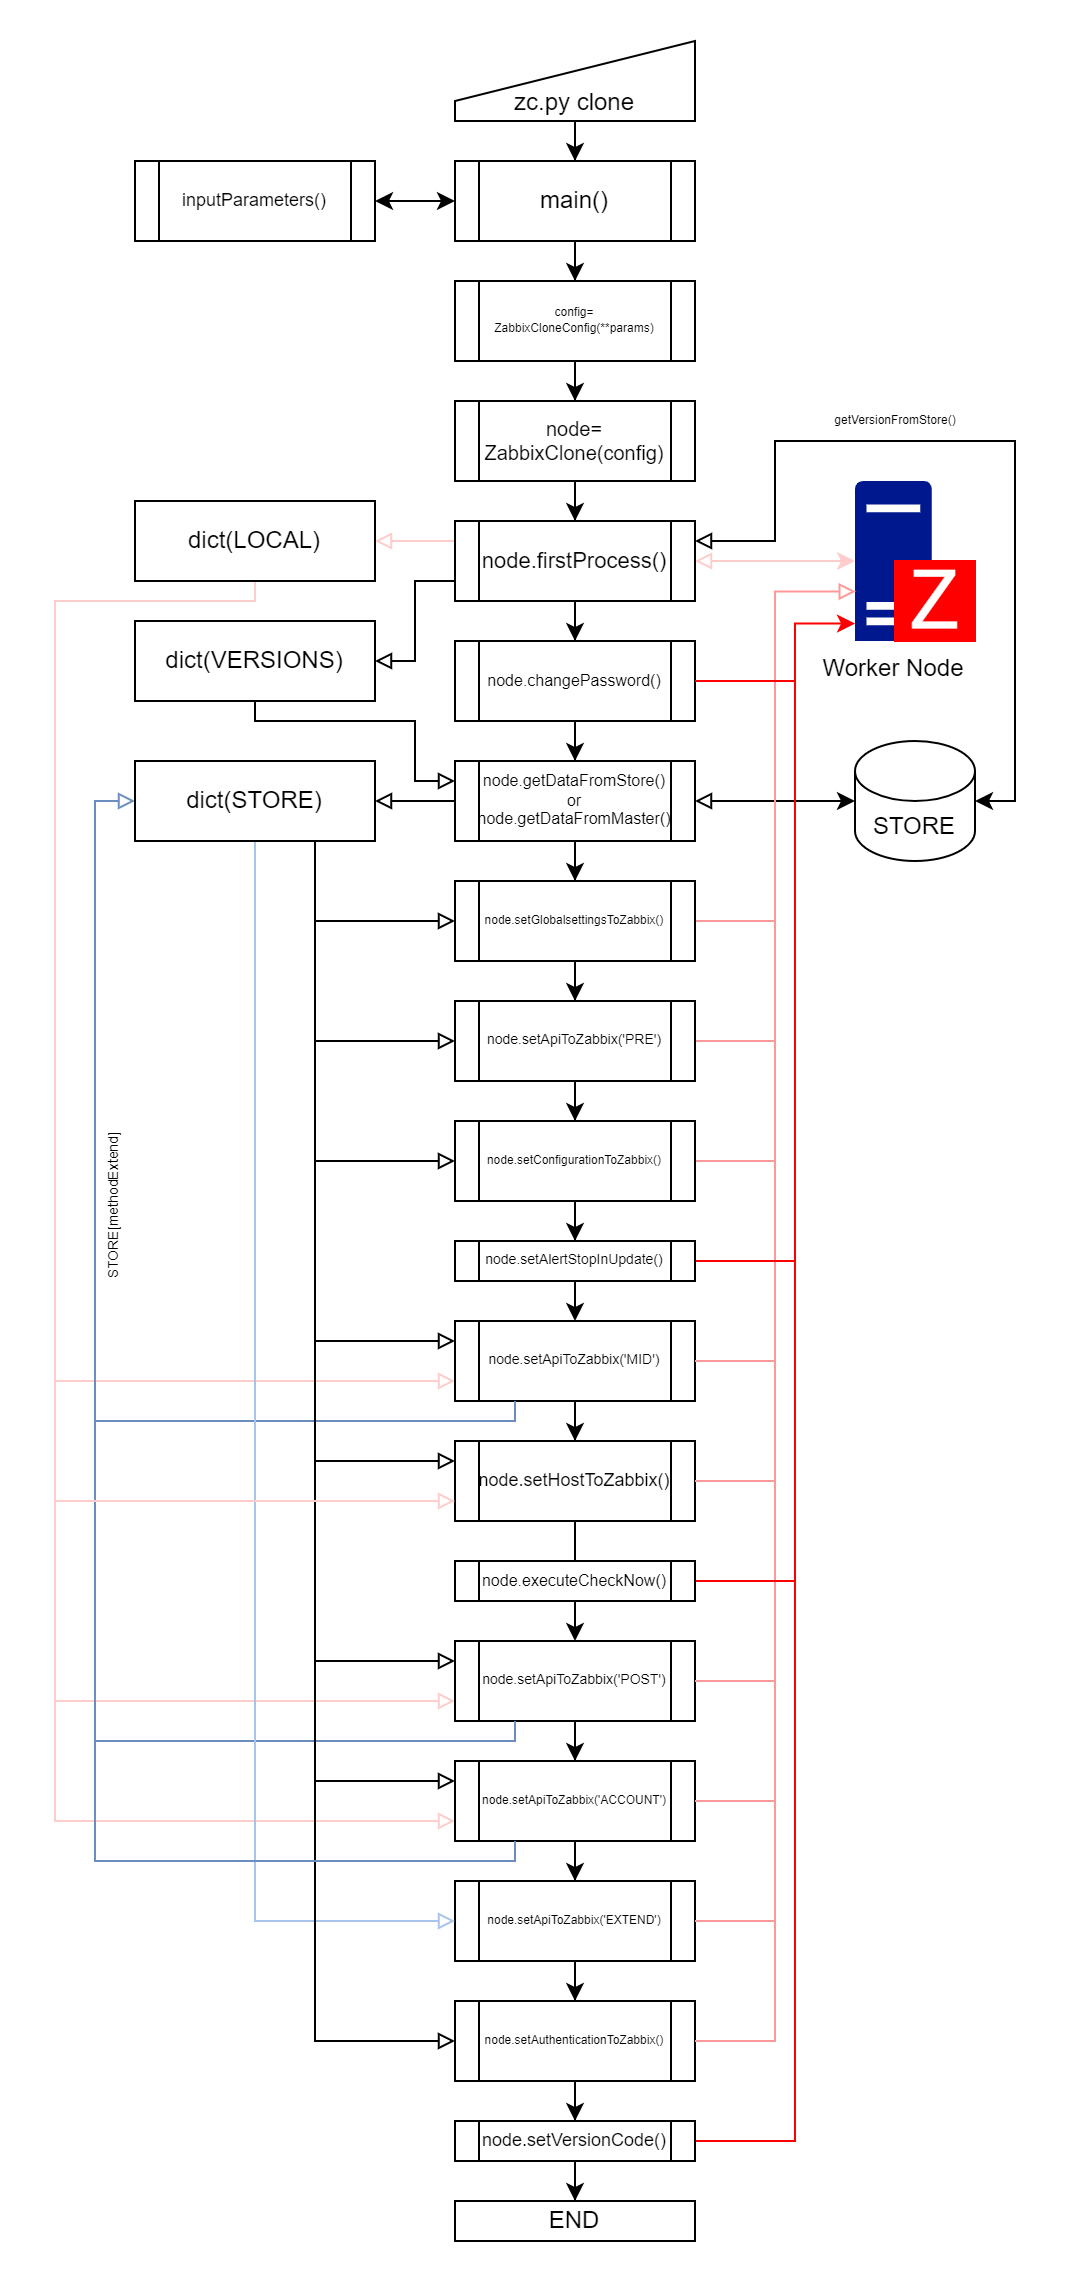 zc.py clone
inputParameters()
main()
config=
ZabbixCloneConfig(**params)
node=
ZabbixClone(config)
getVersionFromStore()
dict(LOCAL)
node.firstProcess()
Z
Worker Node
dict(VERSIONS)
node.changePassword()
dict(STORE)
node.getDataFromStore()
or
node.getDataFromMaster()
STORE
node.setGlobalsettingsToZabbix()
node.setApiToZabbix('PRE')
node.setConfigurationToZabbix()
STORE[methodExtend]
node.setAlertStopInUpdate()
node.setApiToZabbix('MID')
node.setHostToZabbix()
node.executeCheckNow()
node.setApiToZabbix('POST')
node.setApiToZabbix('ACCOUNT')
node.setApiToZabbix('EXTEND')
node.setAuthenticationToZabbix()
node.setVersionCode()
END